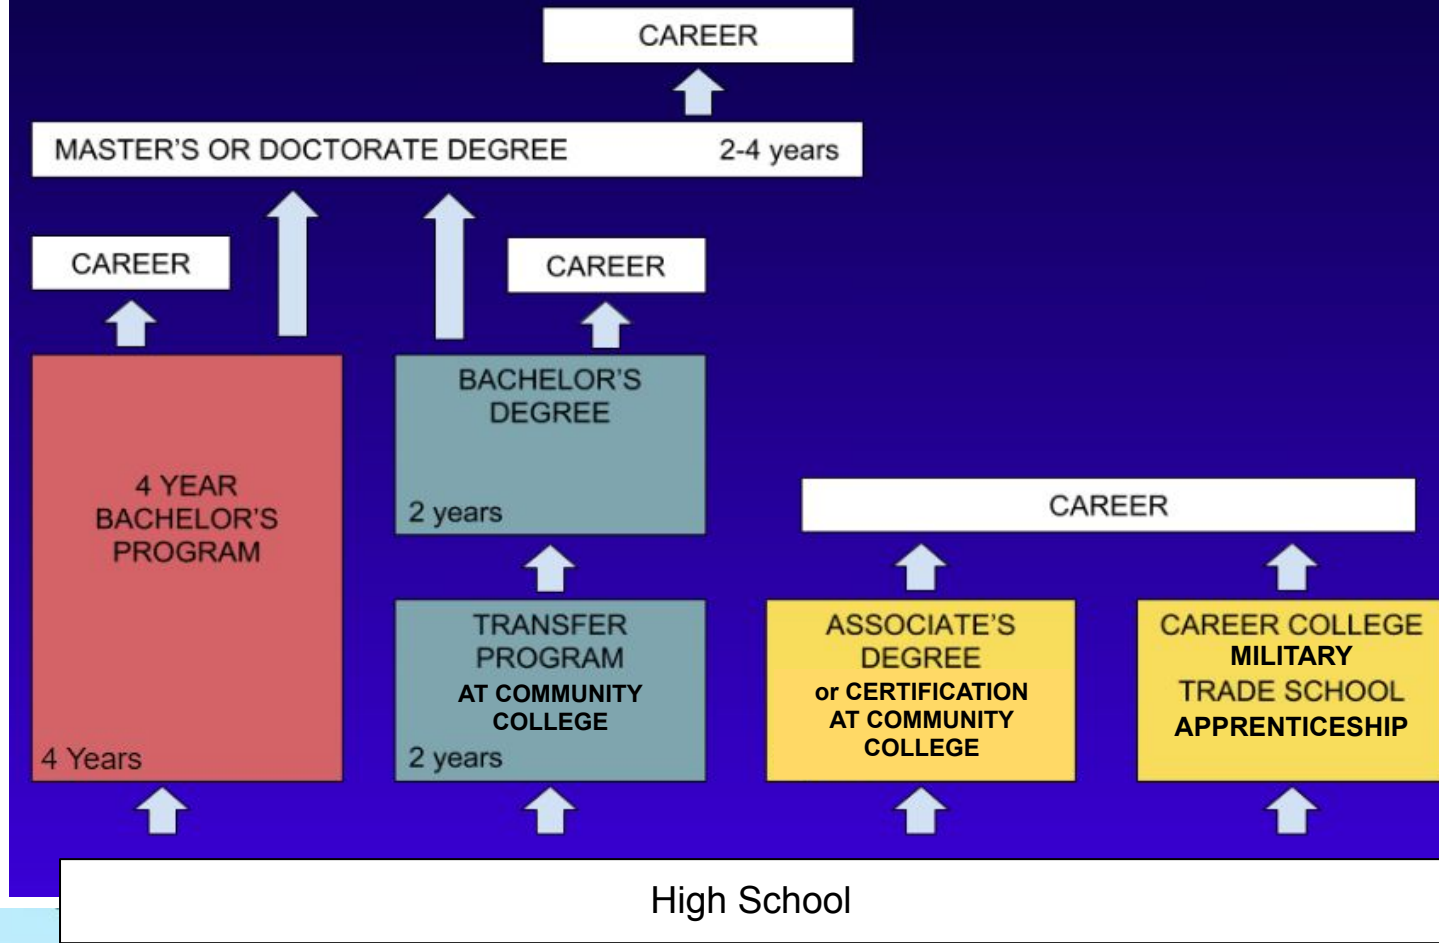 CAREER
MASTER'S OR DOCTORATE DEGREE 2-4 years
CAREER
CAREER
4 YEAR
BACHELOR'S
PROGRAM
4 Years
BACHELOR'S
DEGREE
2 years
TRANSFER
PROGRAM
AT COMMUNITY
COLLEGE
2 years
CAREER
ASSOCIATE'S
DEGREE
or CERTIFICATION
AT COMMUNITY
COLLEGE
CAREER COLLEGE
MILITARY
TRADE SCHOOL
APPRENTICESHIP
High School